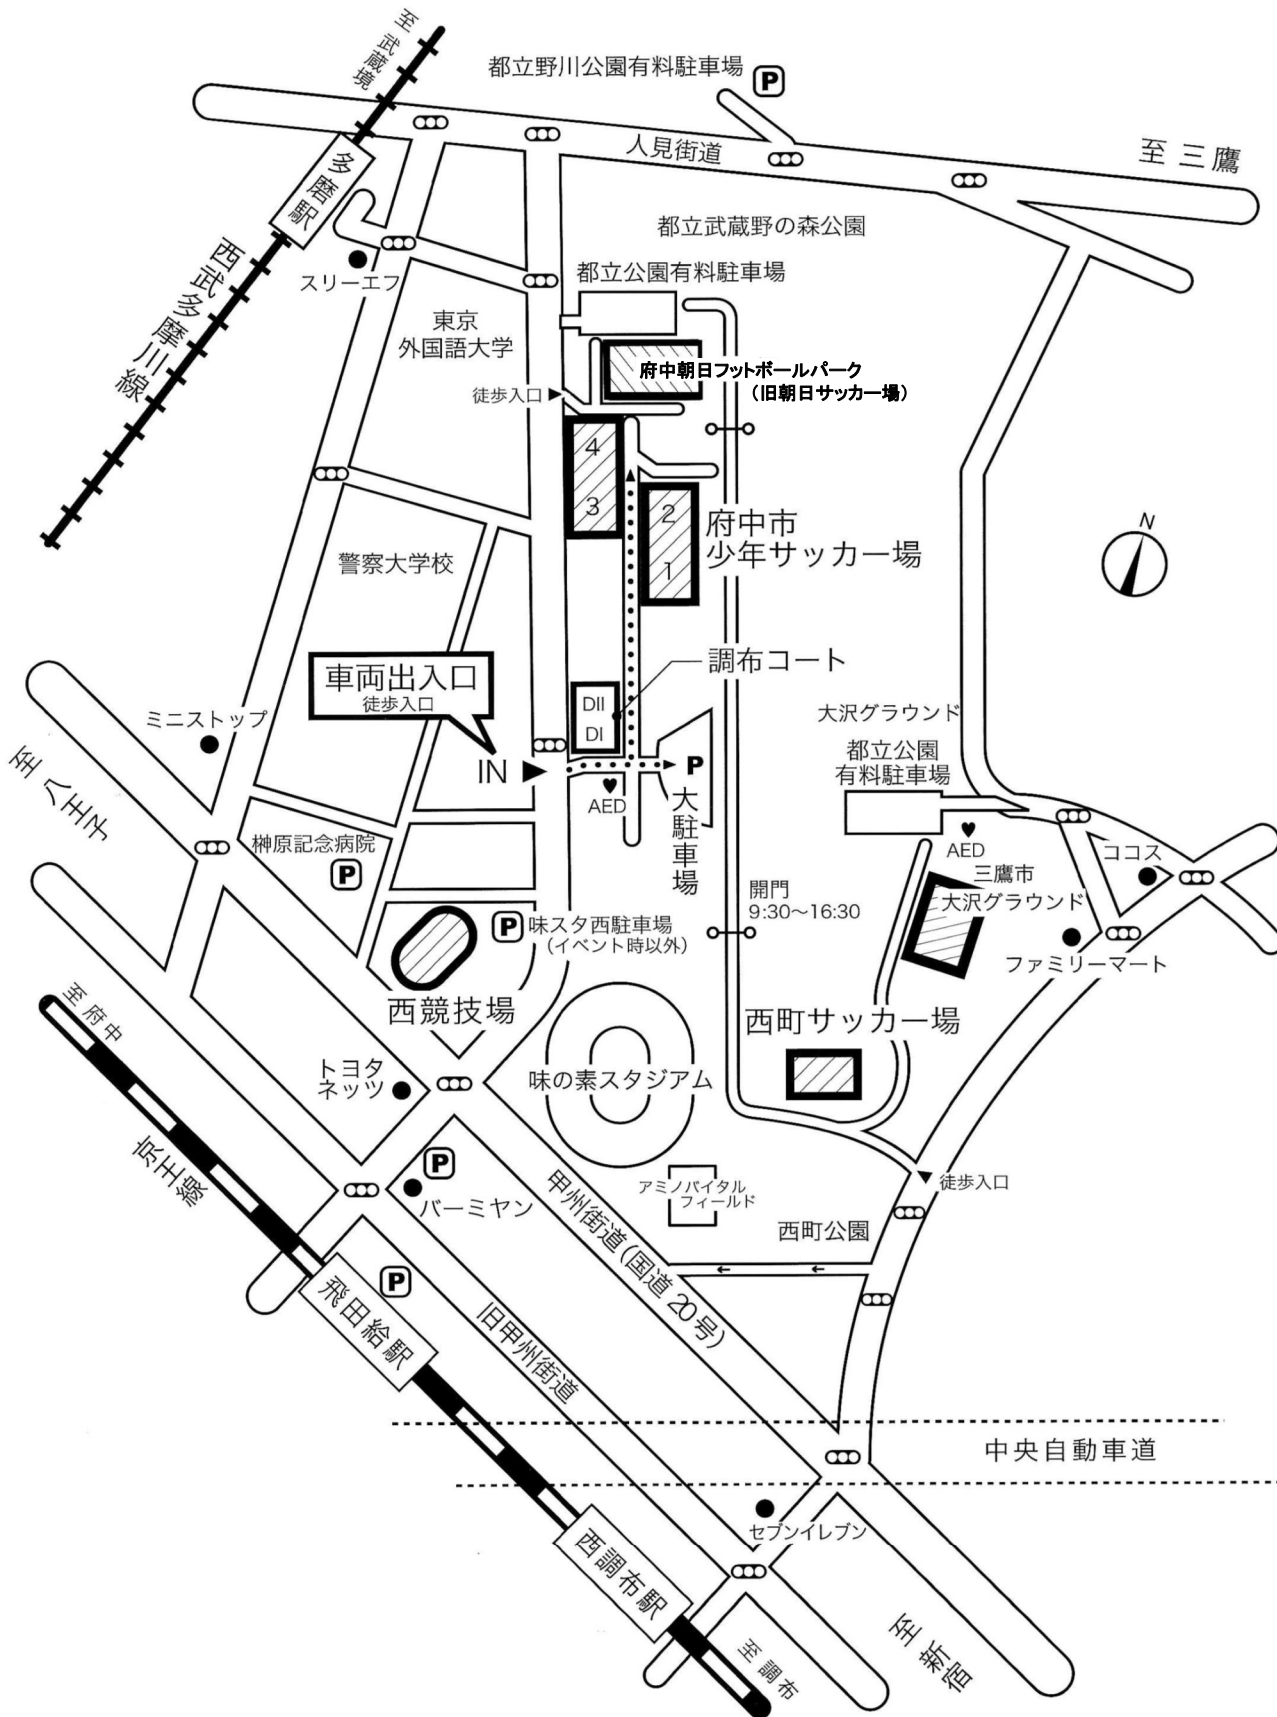 至武蔵境
都立野川公園有料駐車場 P
人見街道
至三鷹
多磨駅
都立武蔵野の森公園
西武多摩川線
スリーエフ
都立公園有料駐車場
東京
外国語大学
府中朝日フットボールパーク
（旧朝日サッカー場）
徒歩入口
4
3
2
1
府中市
少年サッカー場
N
警察大学校
車両出入口
徒歩入口
調布コート
DII
DI
大沢グラウンド
都立公園
有料駐車場
ミニストップ
至八王子
IN
P
大駐車場
AED
AED
ココス
榊原記念病院
P
三鷹市
大沢グラウンド
開門
9:30〜16:30
P 味スタ西駐車場
（イベント時以外）
ファミリーマート
西競技場
西町サッカー場
至府中
トヨタ
ネッツ
味の素スタジアム
京王線
P
バーミヤン
アミノバイタル
フィールド
徒歩入口
西町公園
甲州街道（国道20号）
P
飛田給駅
旧甲州街道
中央自動車道
セブンイレブン
西調布駅
至調布
至新宿